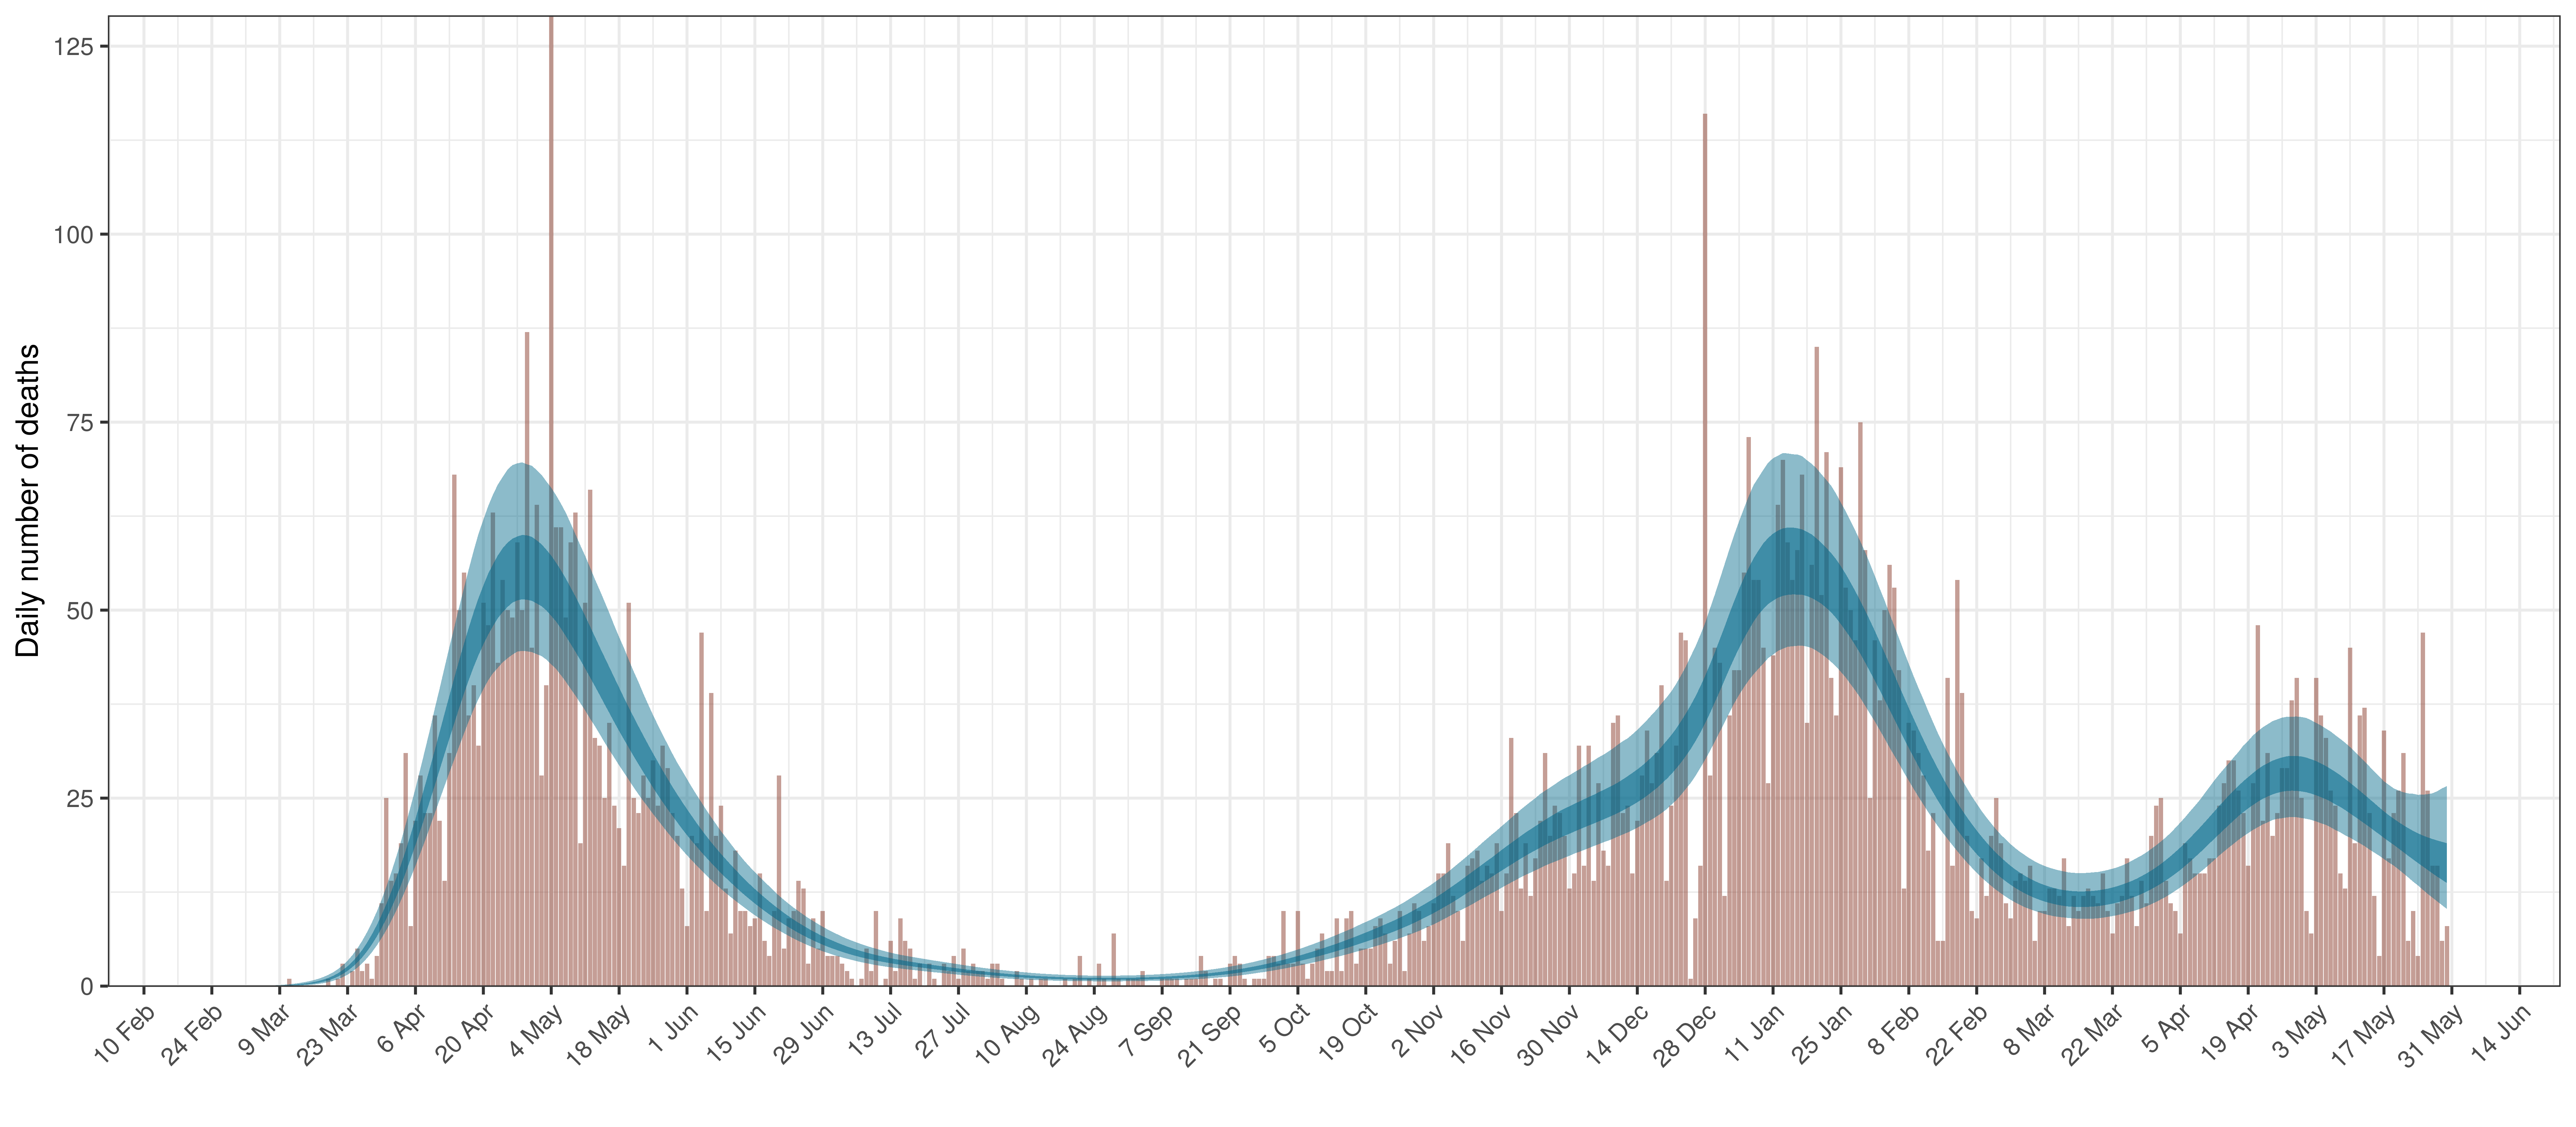 Daily number of deaths
125
100
75
50
25
0
10 Feb
24 Feb
9 Mar
23 Mar
6 Apr
20 Apr
4 May
18 May
1 Jun
15 Jun
29 Jun
13 Jul
27 Jul
10 Aug
24 Aug
7 Sep
21 Sep
5 Oct
19 Oct
2 Nov
16 Nov
30 Nov
14 Dec
28 Dec
11 Jan
25 Jan
8 Feb
22 Feb
8 Mar
22 Mar
5 Apr
19 Apr
3 May
17 May
31 May
14 Jun